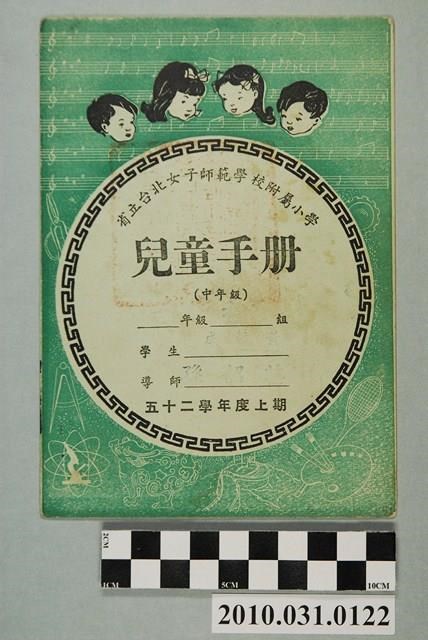 省立台北女子師範學校附屬小學
兒童手册
(中年級)
年級 組
學生
導師
五十二學年度上期
2CM
1CM 5CM 10CM
2010.031.0122